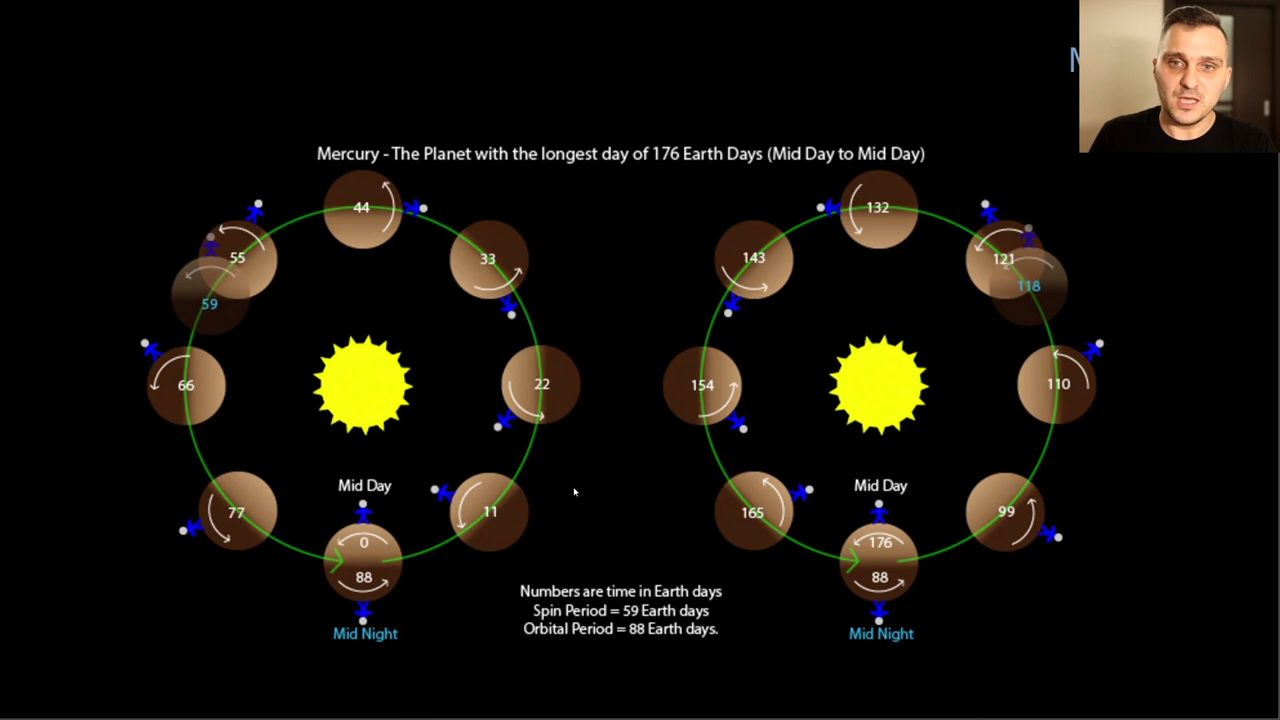 M
Mercury - The Planet with the longest day of 176 Earth Days (Mid Day to Mid Day)
44
132
55
33
143
121
59
118
66
22
154
110
Mid Day
Mid Day
77
11
165
99
0
176
88
88
Mid Night
Mid Night
Numbers are time in Earth days
Spin Period = 59 Earth days
Orbital Period = 88 Earth days.